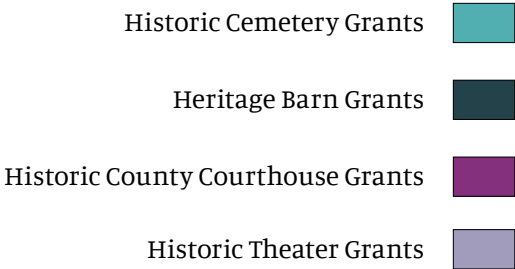 Historic Cemetery Grants
Heritage Barn Grants
Historic County Courthouse Grants
Historic Theater Grants